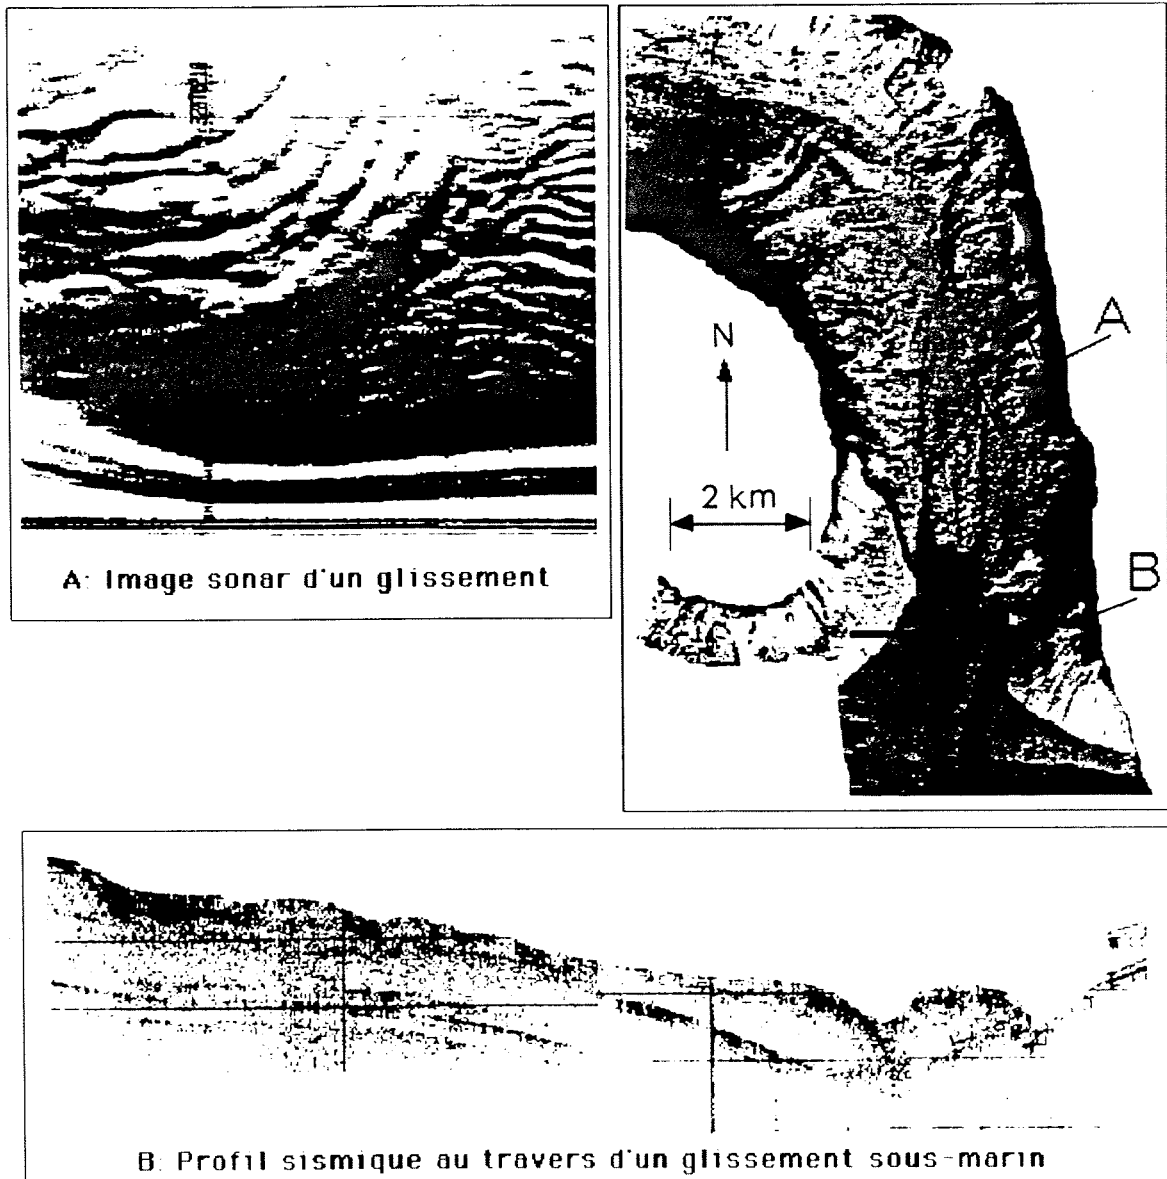 A: Image sonar d'un glissement
N
2 km
A
B
B: Profil sismique au travers d'un glissement sous-marin